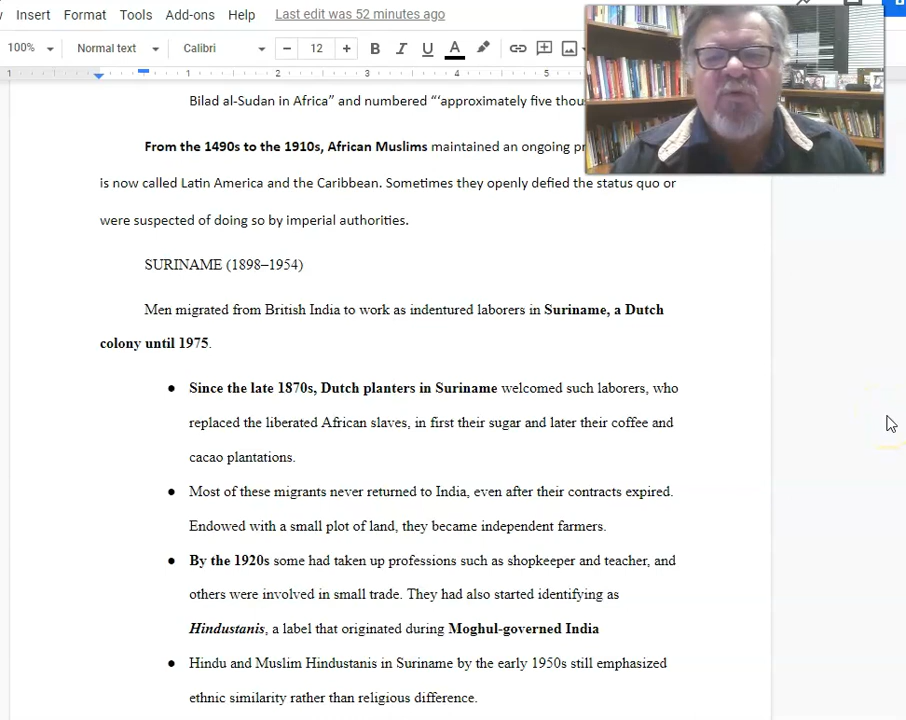 Insert Format Tools Add-ons Help Last edit was 52 minutes ago
100% Normal text Calibri − 12 + B I U A
1 1 2 3 4 5
Bilad al-Sudan in Africa” and numbered “‘approximately five
From the 1490s to the 1910s, African Muslims maintained an ongoing
is now called Latin America and the Caribbean. Sometimes they openly defied the status quo or
were suspected of doing so by imperial authorities.
SURINAME (1898–1954)
Men migrated from British India to work as indentured laborers in Suriname, a Dutch
colony until 1975.
● Since the late 1870s, Dutch planters in Suriname welcomed such laborers, who
replaced the liberated African slaves, in first their sugar and later their coffee and
cacao plantations.
● Most of these migrants never returned to India, even after their contracts expired.
Endowed with a small plot of land, they became independent farmers.
● By the 1920s some had taken up professions such as shopkeeper and teacher, and
others were involved in small trade. They had also started identifying as
Hindustanis, a label that originated during Moghul-governed India
● Hindu and Muslim Hindustanis in Suriname by the early 1950s still emphasized
ethnic similarity rather than religious difference.